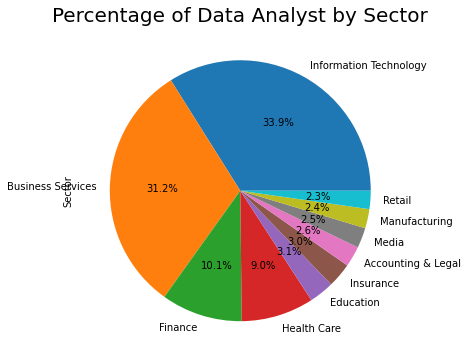 Percentage of Data Analyst by Sector
Information Technology
33.9%
Business Services
31.2%
Sector
Finance
10.1%
Health Care
9.0%
Education
3.1%
Insurance
3.0%
Accounting & Legal
2.6%
Media
2.5%
Manufacturing
2.4%
Retail
2.3%